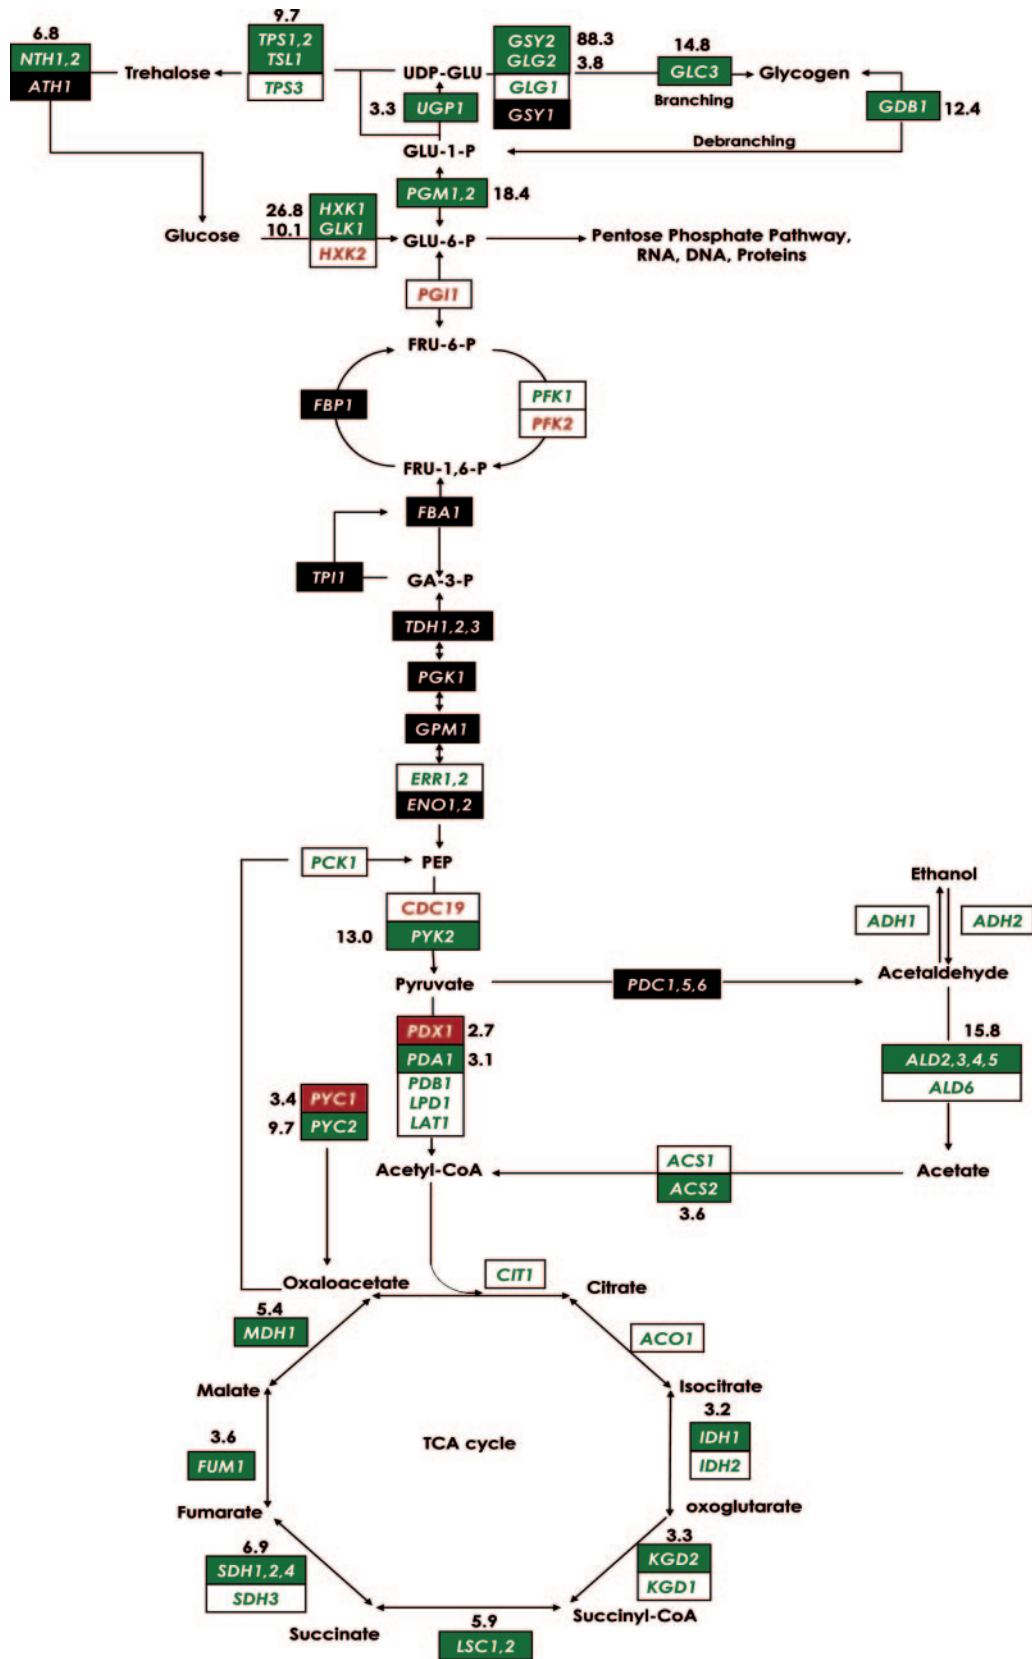 6.8
NTH1,2
ATH1
Trehalose
9.7
TPS1,2
TSL1
TPS3
UDP-GLU
3.3
UGP1
GSY2
GLG2
GLG1
GSY1
88.3
3.8
14.8
GLC3
Branching
Glycogen
GDB1
12.4
GLU-1-P
Debranching
PGM1,2
18.4
Glucose
26.8
10.1
HXK1
GLK1
HXK2
GLU-6-P
Pentose Phosphate Pathway,
RNA, DNA, Proteins
PGI1
FRU-6-P
FBP1
PFK1
PFK2
FRU-1,6-P
FBA1
TPI1
GA-3-P
TDH1,2,3
PGK1
GPM1
ERR1,2
ENO1,2
PCK1
PEP
CDC19
13.0
PYK2
Ethanol
ADH1
ADH2
Pyruvate
PDC1,5,6
Acetaldehyde
PDX1
2.7
PDA1
3.1
PDB1
LPD1
LAT1
15.8
ALD2,3,4,5
ALD6
3.4
PYC1
9.7
PYC2
Acetyl-CoA
ACS1
ACS2
3.6
Acetate
Oxaloacetate
CIT1
Citrate
5.4
MDH1
ACO1
Malate
Isocitrate
3.6
FUM1
TCA cycle
3.2
IDH1
IDH2
Fumarate
oxoglutarate
6.9
SDH1,2,4
SDH3
3.3
KGD2
KGD1
Succinate
5.9
LSC1,2
Succinyl-CoA